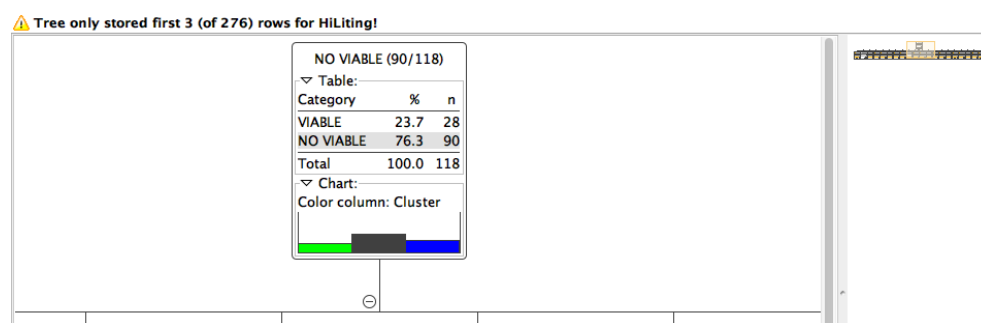 Tree only stored first 3 (of 276) rows for HiLiting!
NO VIABLE (90/118)
Table:
Category % n
VIABLE 23.7 28
NO VIABLE 76.3 90
Total 100.0 118
Chart:
Color column: Cluster